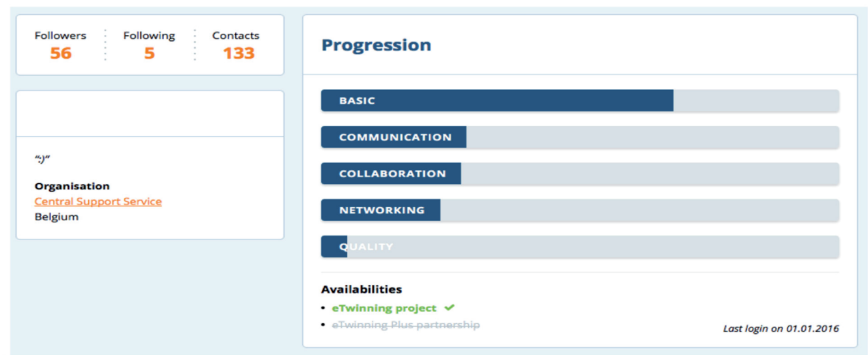 Followers Following Contacts
56 5 133
":)"
Organisation
Central Support Service
Belgium
Progression
BASIC
COMMUNICATION
COLLABORATION
NETWORKING
QUALITY
Availabilities
• eTwinning project ✔
• eTwinning Plus partnership
Last login on 01.01.2016